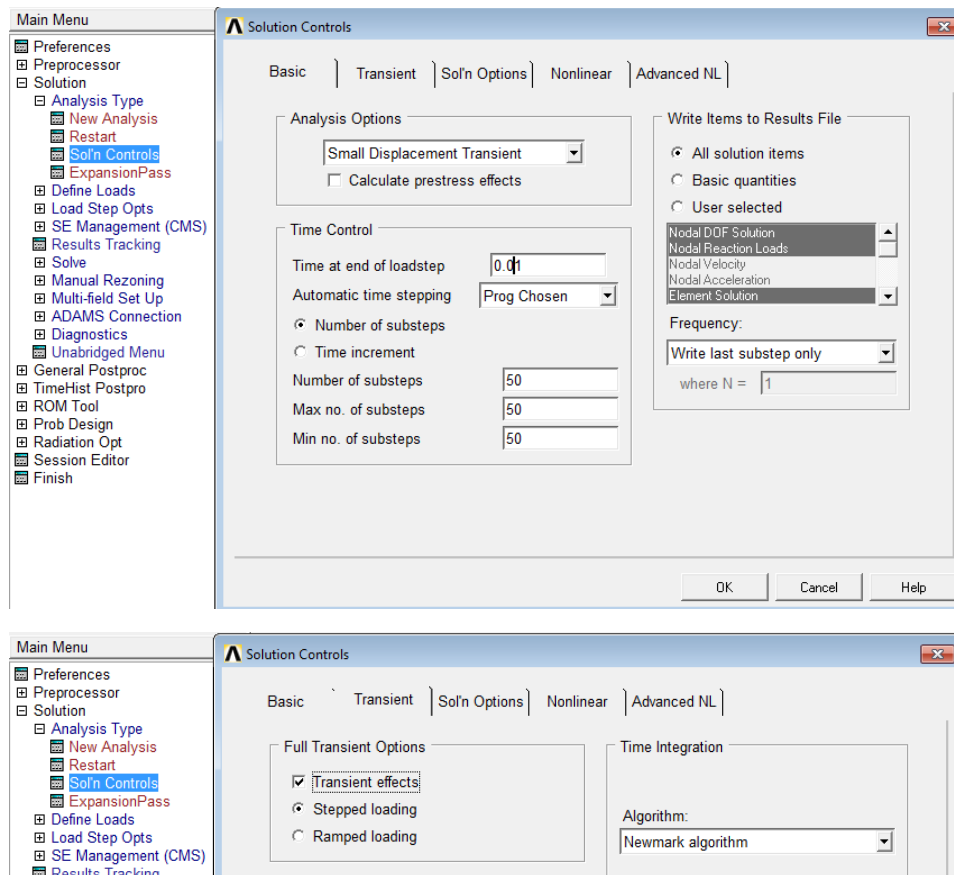 Main Menu
Preferences
Preprocessor
Solution
Analysis Type
New Analysis
Restart
Sol'n Controls
ExpansionPass
Define Loads
Load Step Opts
SE Management (CMS)
Results Tracking
Solve
Manual Rezoning
Multi-field Set Up
ADAMS Connection
Diagnostics
Unabridged Menu
General Postproc
TimeHist Postpro
ROM Tool
Prob Design
Radiation Opt
Session Editor
Finish
Solution Controls
Basic Transient Sol'n Options Nonlinear Advanced NL
Analysis Options
Small Displacement Transient
Calculate prestress effects
Time Control
Time at end of loadstep 0.01
Automatic time stepping Prog Chosen
Number of substeps
Time increment
Number of substeps 50
Max no. of substeps 50
Min no. of substeps 50
Write Items to Results File
All solution items
Basic quantities
User selected
Nodal DOF Solution
Nodal Reaction Loads
Nodal Velocity
Nodal Acceleration
Element Solution
Frequency:
Write last substep only
where N = 1
OK Cancel Help
Main Menu
Preferences
Preprocessor
Solution
Analysis Type
New Analysis
Restart
Sol'n Controls
ExpansionPass
Define Loads
Load Step Opts
SE Management (CMS)
Results Tracking
Solution Controls
Basic Transient Sol'n Options Nonlinear Advanced NL
Full Transient Options
Transient effects
Stepped loading
Ramped loading
Time Integration
Algorithm:
Newmark algorithm